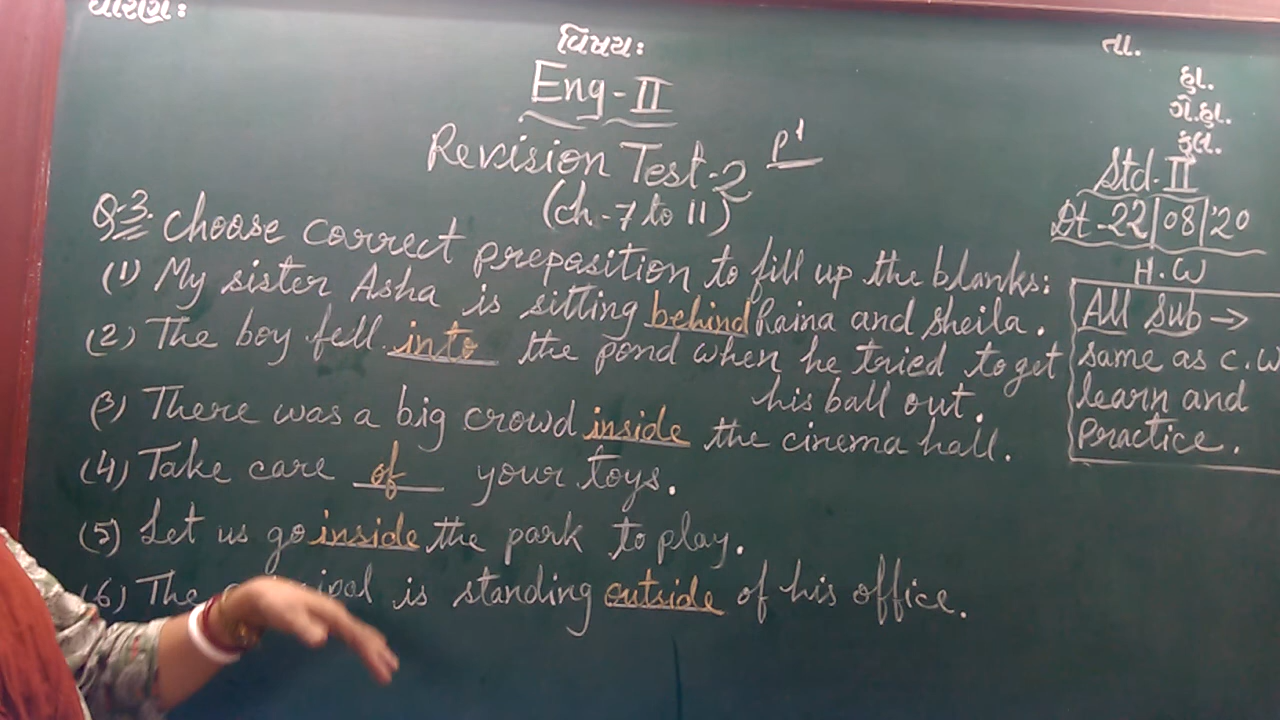 ધોરણ:
વિષય:
તા.
હા.
ગે.હા.
કુલ.
Eng-II
Revision Test-2 P1
(ch-7 to 11)
Std-II
Dt-22/08/'20
Q-3. Choose correct preposition to fill up the blanks:
(1) My sister Asha is sitting behind Raina and Sheila.
(2) The boy fell into the pond when he tried to get
his ball out.
(3) There was a big crowd inside the cinema hall.
(4) Take care of your toys.
(5) Let us go inside the park to play.
(6) The is standing outside of his office.
H.W
All Sub →
same as C.W
learn and
practice.